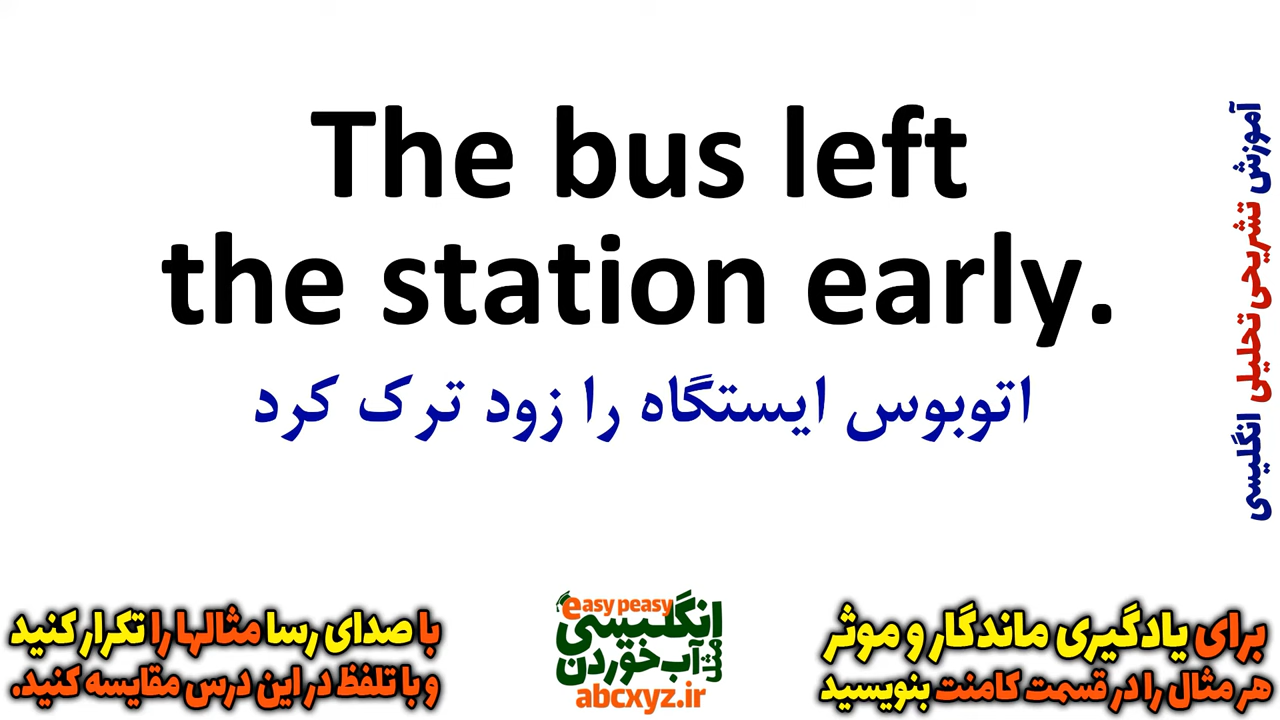 The bus left
the station early.
اتوبوس ایستگاه را زود ترک کرد
آموزش تشریحی تحلیلی انگلیسی
برای یادگیری ماندگار و موثر
هر مثال را در قسمت کامنت بنویسید
easy peasy
انگلیسی
مثل آب خوردن
abcxyz.ir
با صدای رسا مثالها را تکرار کنید
و با تلفظ در این درس مقایسه کنید.